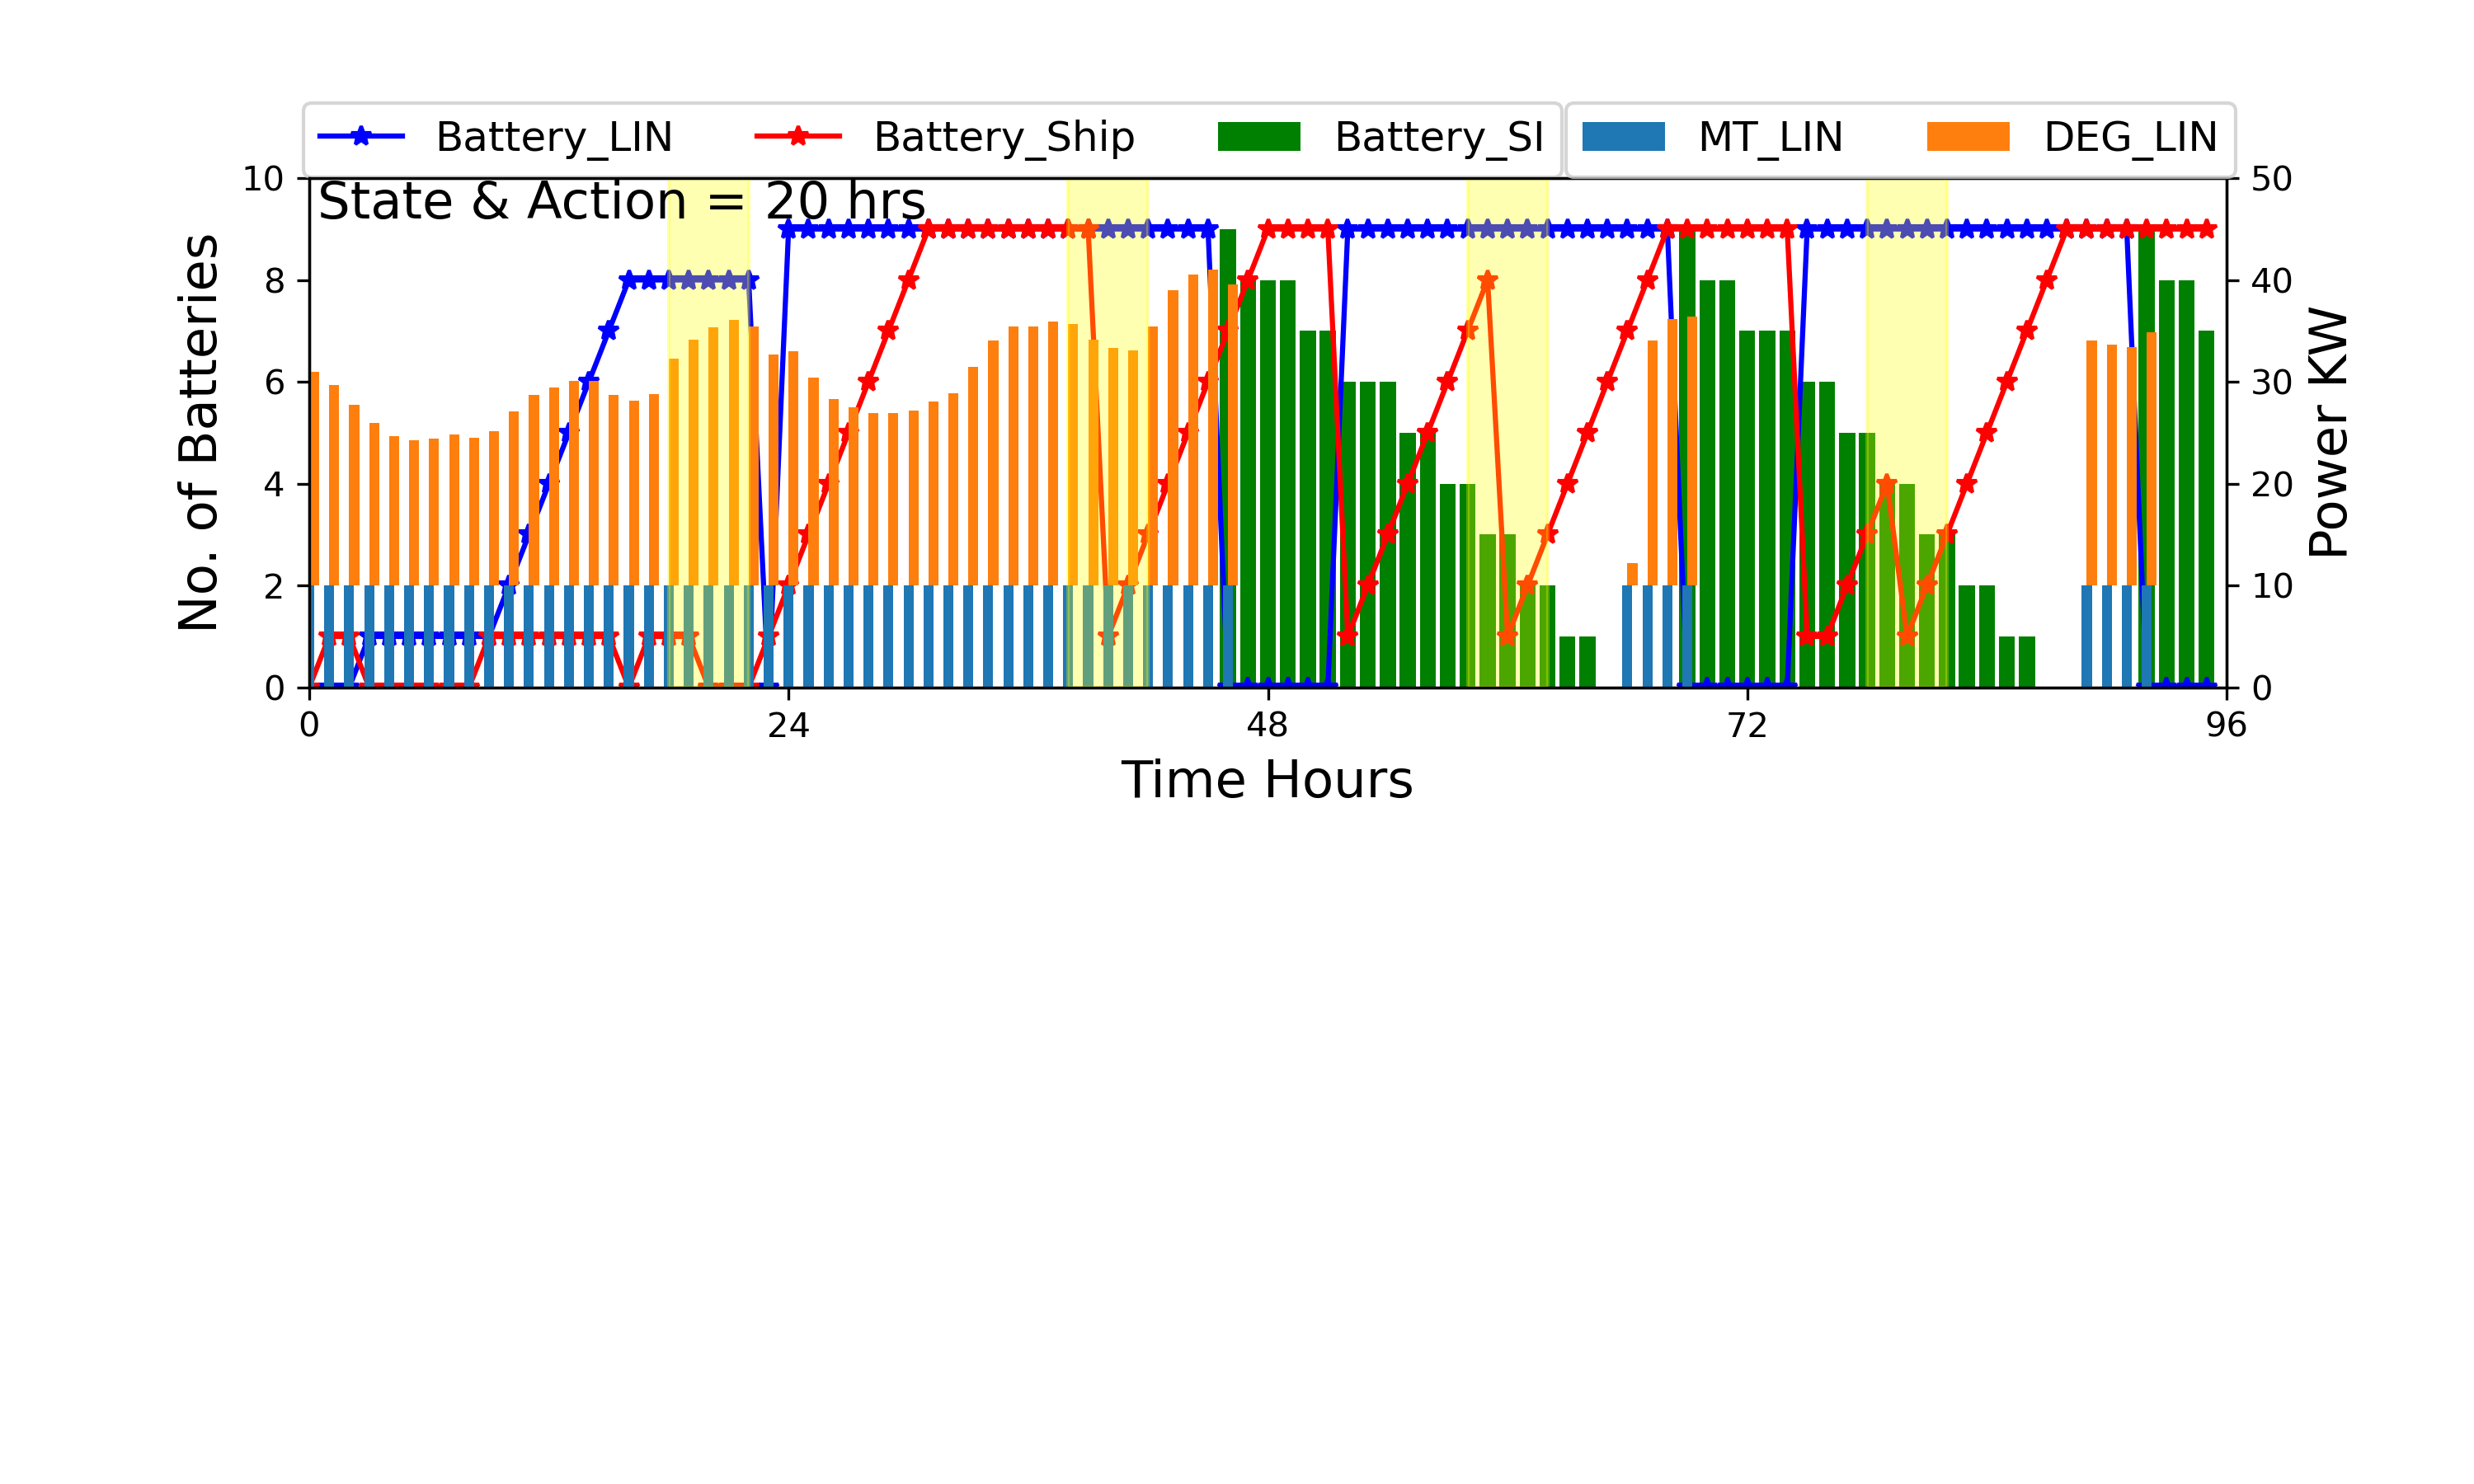 Battery_LIN Battery_Ship Battery_SI MT_LIN DEG_LIN
State & Action = 20 hrs
No. of Batteries
10
8
6
4
2
0
50
40
30
20
10
0
Power KW
0 24 48 72 96
Time Hours